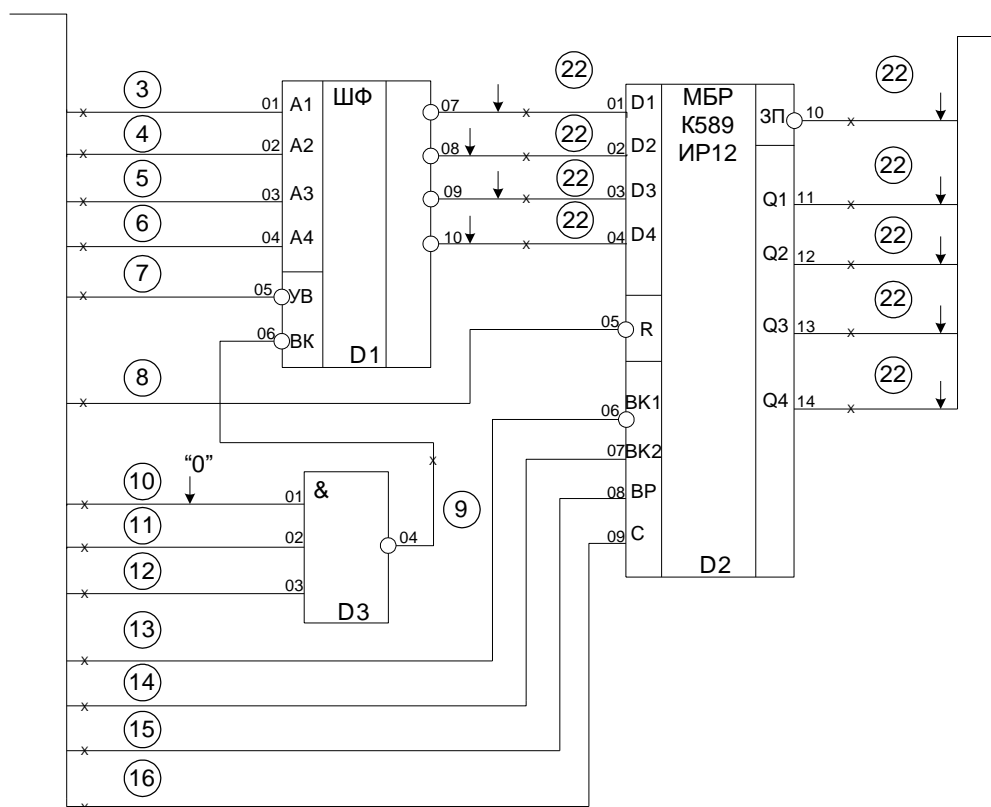 3
4
5
6
7
8
10
11
12
13
14
15
16
"0"
9
01 A1
02 A2
03 A3
04 A4
05 УВ
06 ВК
ШФ
D1
07
08
09
10
01
02
03
&
04
D3
22
22
22
22
01 D1
02 D2
03 D3
04 D4
05 R
06 BK1
07 BK2
08 BP
09 C
МБР
К589
ИР12
D2
ЗП 10
Q1 11
Q2 12
Q3 13
Q4 14
22
22
22
22
22